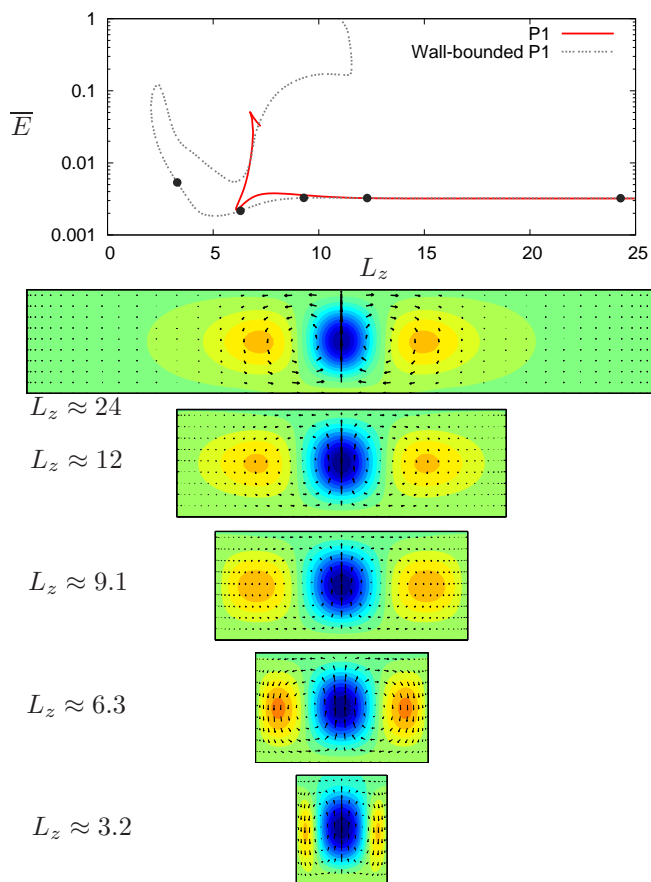 1
0.1
0.01
0.001
E
P1
Wall-bounded P1
0 5 10 15 20 25
L_z
L_z ≈ 24
L_z ≈ 12
L_z ≈ 9.1
L_z ≈ 6.3
L_z ≈ 3.2